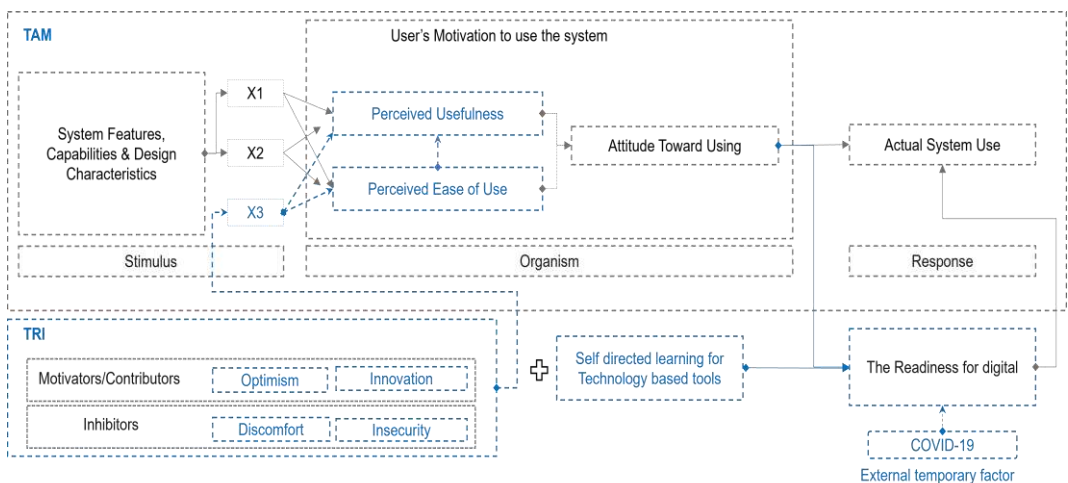 TAM
User's Motivation to use the system
System Features,
Capabilities & Design
Characteristics
X1
X2
X3
Perceived Usefulness
Perceived Ease of Use
Attitude Toward Using
Actual System Use
Stimulus
Organism
Response
TRI
Motivators/Contributors
Optimism
Innovation
Inhibitors
Discomfort
Insecurity
Self directed learning for
Technology based tools
The Readiness for digital
COVID-19
External temporary factor